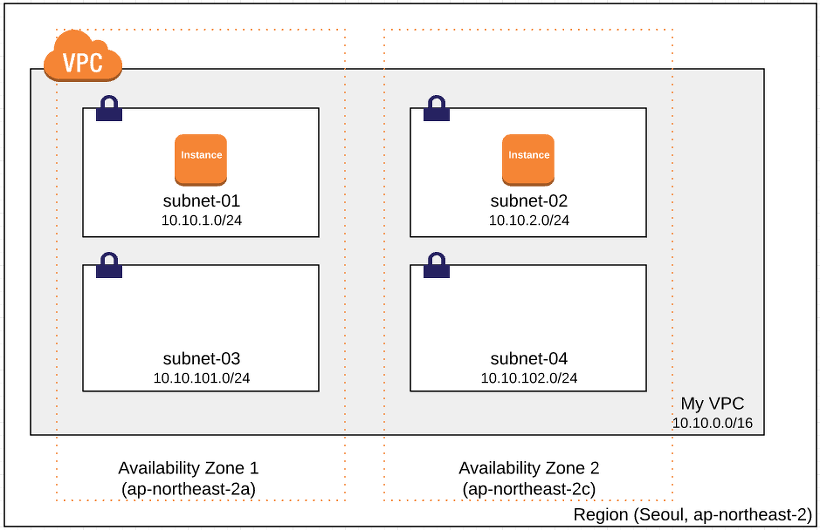 VPC
Instance
subnet-01
10.10.1.0/24
Instance
subnet-02
10.10.2.0/24
subnet-03
10.10.101.0/24
subnet-04
10.10.102.0/24
My VPC
10.10.0.0/16
Availability Zone 1
(ap-northeast-2a)
Availability Zone 2
(ap-northeast-2c)
Region (Seoul, ap-northeast-2)